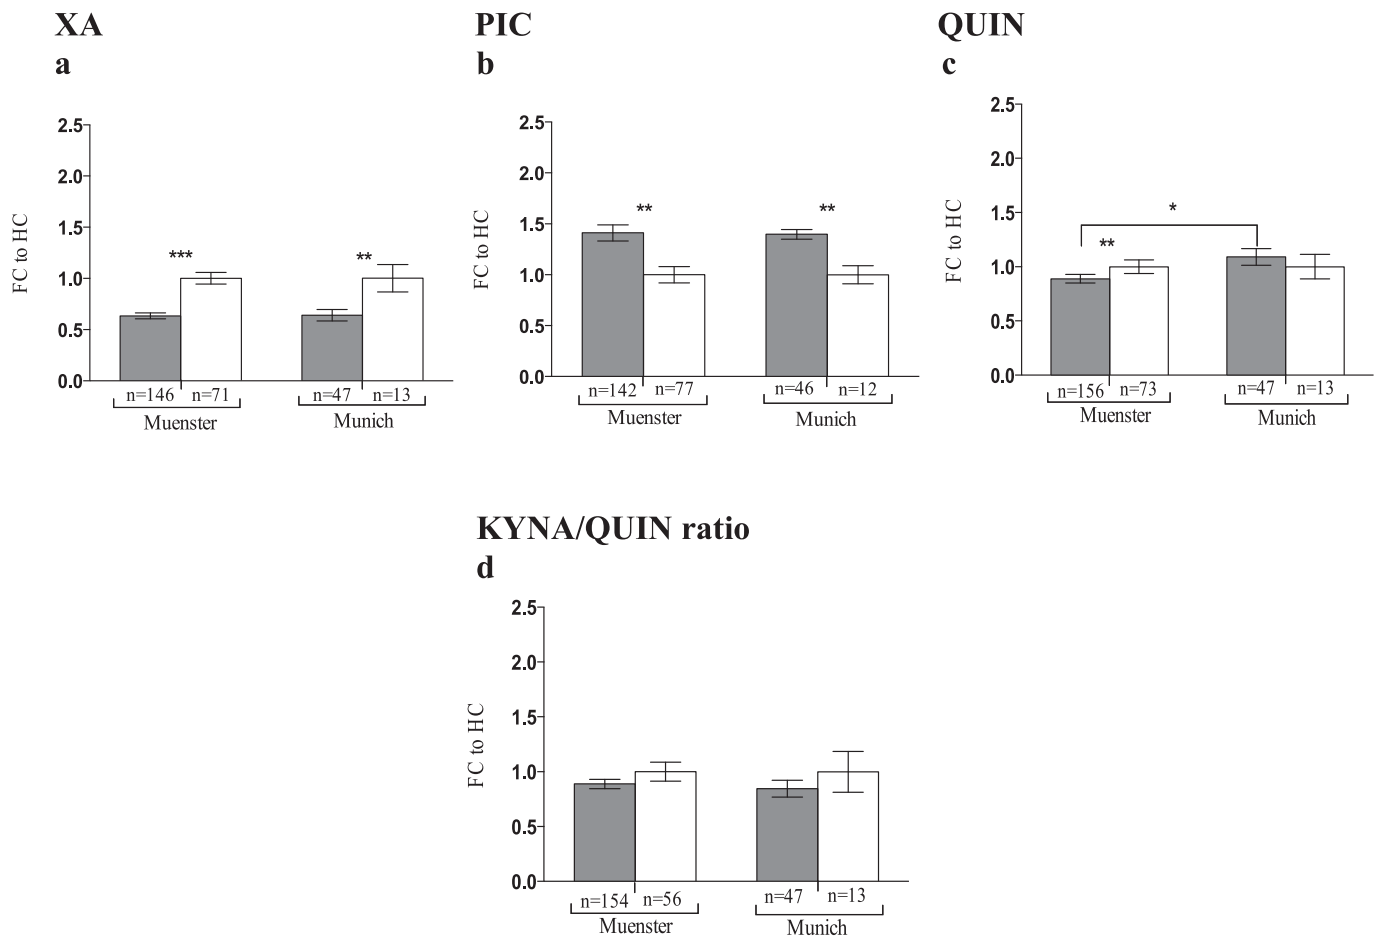 XA
a
FC to HC
2.5
2.0
1.5
1.0
0.5
0.0
***
**
n=146 n=71
n=47 n=13
Muenster
Munich
PIC
b
FC to HC
2.5
2.0
1.5
1.0
0.5
0.0
**
**
n=142 n=77
n=46 n=12
Muenster
Munich
QUIN
c
FC to HC
2.5
2.0
1.5
1.0
0.5
0.0
*
**
n=156 n=73
n=47 n=13
Muenster
Munich
KYNA/QUIN ratio
d
FC to HC
2.5
2.0
1.5
1.0
0.5
0.0
n=154 n=56
n=47 n=13
Muenster
Munich